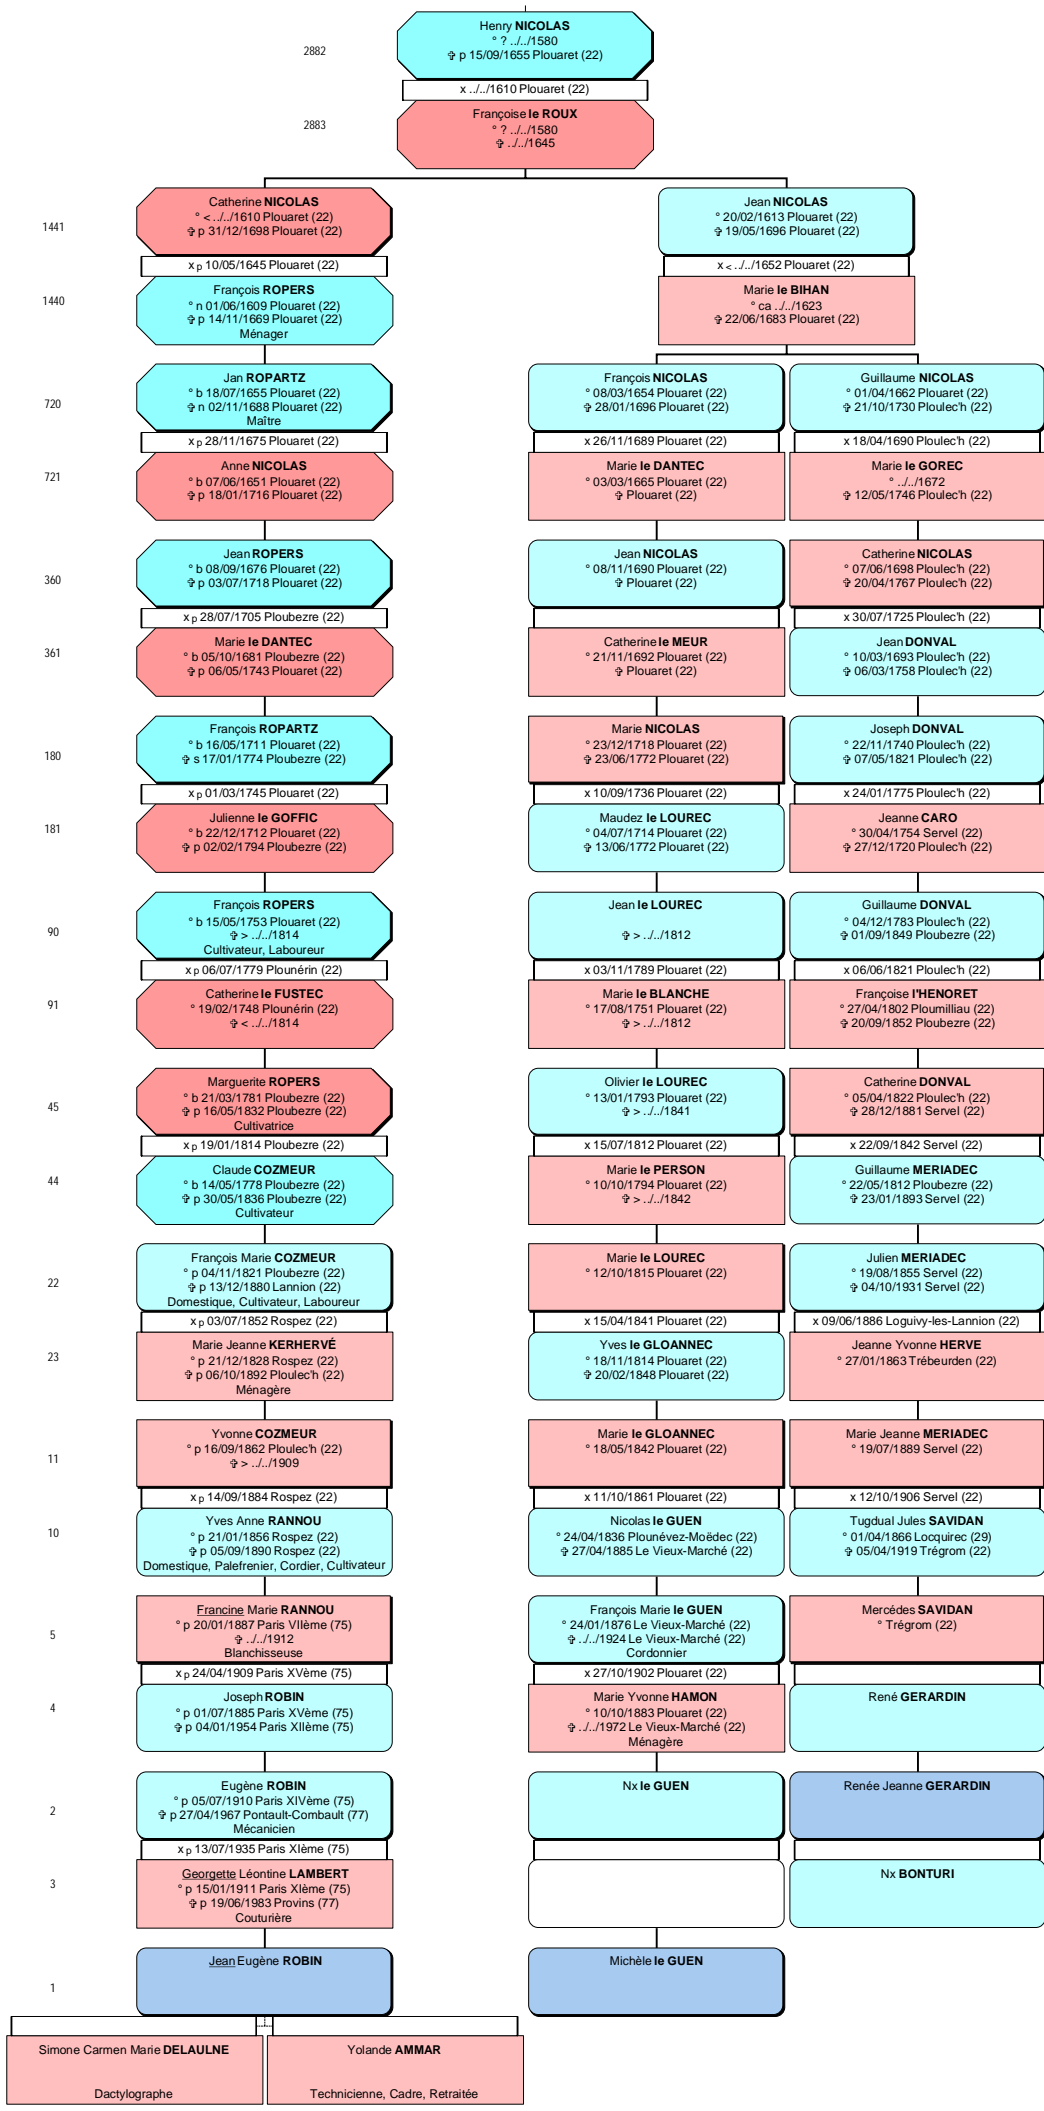 Henry NICOLAS
° ? ../../1580
2882
✞ p 15/09/1655 Plouaret (22)
x ../../1610 Plouaret (22)
Françoise le ROUX
2883
° ? ../../1580
✞ ../../1645
Catherine NICOLAS
° < ../../1610 Plouaret (22)
✞ p 31/12/1698 Plouaret (22)
Jean NICOLAS
° 20/02/1613 Plouaret (22)
✞ 19/05/1696 Plouaret (22)
1441
x p 10/05/1645 Plouaret (22)
x < ../../1652 Plouaret (22)
François ROPERS
° n 01/06/1609 Plouaret (22)
✞ p 14/11/1669 Plouaret (22)
Ménager
Marie le BIHAN
° ca ../../1623
✞ 22/06/1683 Plouaret (22)
1440
Jan ROPARTZ
° b 18/07/1655 Plouaret (22)
✞ n 02/11/1688 Plouaret (22)
Maître
François NICOLAS
° 08/03/1654 Plouaret (22)
✞ 28/01/1696 Plouaret (22)
Guillaume NICOLAS
° 01/04/1662 Plouaret (22)
✞ 21/10/1730 Ploulec'h (22)
720
x p 28/11/1675 Plouaret (22)
x 26/11/1689 Plouaret (22)
x 18/04/1690 Ploulec'h (22)
Anne NICOLAS
° b 07/06/1651 Plouaret (22)
✞ p 18/01/1716 Plouaret (22)
Marie le DANTEC
° 03/03/1665 Plouaret (22)
✞ Plouaret (22)
Marie le GOREC
° ../../1672
✞ 12/05/1746 Ploulec'h (22)
721
Jean ROPERS
° b 08/09/1676 Plouaret (22)
✞ p 03/07/1718 Plouaret (22)
Jean NICOLAS
° 08/11/1690 Plouaret (22)
✞ Plouaret (22)
Catherine NICOLAS
° 07/06/1698 Ploulec'h (22)
✞ 20/04/1767 Ploulec'h (22)
360
x p 28/07/1705 Ploubezre (22)
x 30/07/1725 Ploulec'h (22)
Marie le DANTEC
° b 05/10/1681 Ploubezre (22)
✞ p 06/05/1743 Plouaret (22)
Catherine le MEUR
° 21/11/1692 Plouaret (22)
✞ Plouaret (22)
Jean DONVAL
° 10/03/1693 Ploulec'h (22)
✞ 06/03/1758 Ploulec'h (22)
361
François ROPARTZ
° b 16/05/1711 Plouaret (22)
✞ s 17/01/1774 Ploubezre (22)
Marie NICOLAS
° 23/12/1718 Plouaret (22)
✞ 23/06/1772 Plouaret (22)
Joseph DONVAL
° 22/11/1740 Ploulec'h (22)
✞ 07/05/1821 Ploulec'h (22)
180
x p 01/03/1745 Plouaret (22)
x 10/09/1736 Plouaret (22)
x 24/01/1775 Ploulec'h (22)
Julienne le GOFFIC
° b 22/12/1712 Plouaret (22)
✞ p 02/02/1794 Ploubezre (22)
Maudez le LOUREC
° 04/07/1714 Plouaret (22)
✞ 13/06/1772 Plouaret (22)
Jeanne CARO
° 30/04/1754 Servel (22)
✞ 27/12/1720 Ploulec'h (22)
181
François ROPERS
° b 15/05/1753 Plouaret (22)
✞ > ../../1814
Cultivateur, Laboureur
Jean le LOUREC
✞ > ../../1812
Guillaume DONVAL
° 04/12/1783 Ploulec'h (22)
✞ 01/09/1849 Ploubezre (22)
90
x p 06/07/1779 Plounérin (22)
x 03/11/1789 Plouaret (22)
x 06/06/1821 Ploulec'h (22)
Catherine le FUSTEC
° 19/02/1748 Plounérin (22)
✞ < ../../1814
Marie le BLANCHE
° 17/08/1751 Plouaret (22)
✞ > ../../1812
Françoise l'HENORET
° 27/04/1802 Ploumilliau (22)
✞ 20/09/1852 Ploubezre (22)
91
Marguerite ROPERS
° b 21/03/1781 Ploubezre (22)
✞ p 16/05/1832 Ploubezre (22)
Cultivatrice
Olivier le LOUREC
° 13/01/1793 Plouaret (22)
✞ > ../../1841
Catherine DONVAL
° 05/04/1822 Ploulec'h (22)
✞ 28/12/1881 Servel (22)
45
x p 19/01/1814 Ploubezre (22)
x 15/07/1812 Plouaret (22)
x 22/09/1842 Servel (22)
Claude COZMEUR
° b 14/05/1778 Ploubezre (22)
✞ p 30/05/1836 Ploubezre (22)
Cultivateur
Marie le PERSON
° 10/10/1794 Plouaret (22)
✞ > ../../1842
Guillaume MERIADEC
° 22/05/1812 Ploubezre (22)
✞ 23/01/1893 Servel (22)
44
François Marie COZMEUR
° p 04/11/1821 Ploubezre (22)
✞ p 13/12/1880 Lannion (22)
Domestique, Cultivateur, Laboureur
Marie le LOUREC
° 12/10/1815 Plouaret (22)
Julien MERIADEC
° 19/08/1855 Servel (22)
✞ 04/10/1931 Servel (22)
22
x p 03/07/1852 Rospez (22)
x 15/04/1841 Plouaret (22)
x 09/06/1886 Loguivy-les-Lannion (22)
Marie Jeanne KERHERVÉ
° p 21/12/1828 Rospez (22)
✞ p 06/10/1892 Ploulec'h (22)
Ménagère
Yves le GLOANNEC
° 18/11/1814 Plouaret (22)
✞ 20/02/1848 Plouaret (22)
Jeanne Yvonne HERVE
° 27/01/1863 Trébeurden (22)
23
Yvonne COZMEUR
° p 16/09/1862 Ploulec'h (22)
✞ > ../../1909
Marie le GLOANNEC
° 18/05/1842 Plouaret (22)
Marie Jeanne MERIADEC
° 19/07/1889 Servel (22)
11
x p 14/09/1884 Rospez (22)
x 11/10/1861 Plouaret (22)
x 12/10/1906 Servel (22)
Yves Anne RANNOU
° p 21/01/1856 Rospez (22)
✞ p 05/09/1890 Rospez (22)
Domestique, Palefrenier, Cordier, Cultivateur
Nicolas le GUEN
° 24/04/1836 Plounévez-Moëdec (22)
✞ 27/04/1885 Le Vieux-Marché (22)
Tugdual Jules SAVIDAN
° 01/04/1866 Locquirec (29)
✞ 05/04/1919 Trégrom (22)
10
Francine Marie RANNOU
° p 20/01/1887 Paris VIIème (75)
✞ ../../1912
Blanchisseuse
François Marie le GUEN
° 24/01/1876 Le Vieux-Marché (22)
✞ ../../1924 Le Vieux-Marché (22)
Cordonnier
Mercédes SAVIDAN
° Trégrom (22)
5
x p 24/04/1909 Paris XVème (75)
x 27/10/1902 Plouaret (22)
Joseph ROBIN
° p 01/07/1885 Paris XVème (75)
✞ p 04/01/1954 Paris XIIème (75)
Marie Yvonne HAMON
° 10/10/1883 Plouaret (22)
✞ ../../1972 Le Vieux-Marché (22)
Ménagère
René GERARDIN
4
Eugène ROBIN
° p 05/07/1910 Paris XIVème (75)
✞ p 27/04/1967 Pontault-Combault (77)
Mécanicien
Nx le GUEN
Renée Jeanne GERARDIN
2
x p 13/07/1935 Paris XIème (75)
Georgette Léontine LAMBERT
° p 15/01/1911 Paris XIème (75)
✞ p 19/06/1983 Provins (77)
Couturière
Nx BONTURI
3
Jean Eugène ROBIN
Michèle le GUEN
1
Simone Carmen Marie DELAULNE
Dactylographe
Yolande AMMAR
Technicienne, Cadre, Retraitée